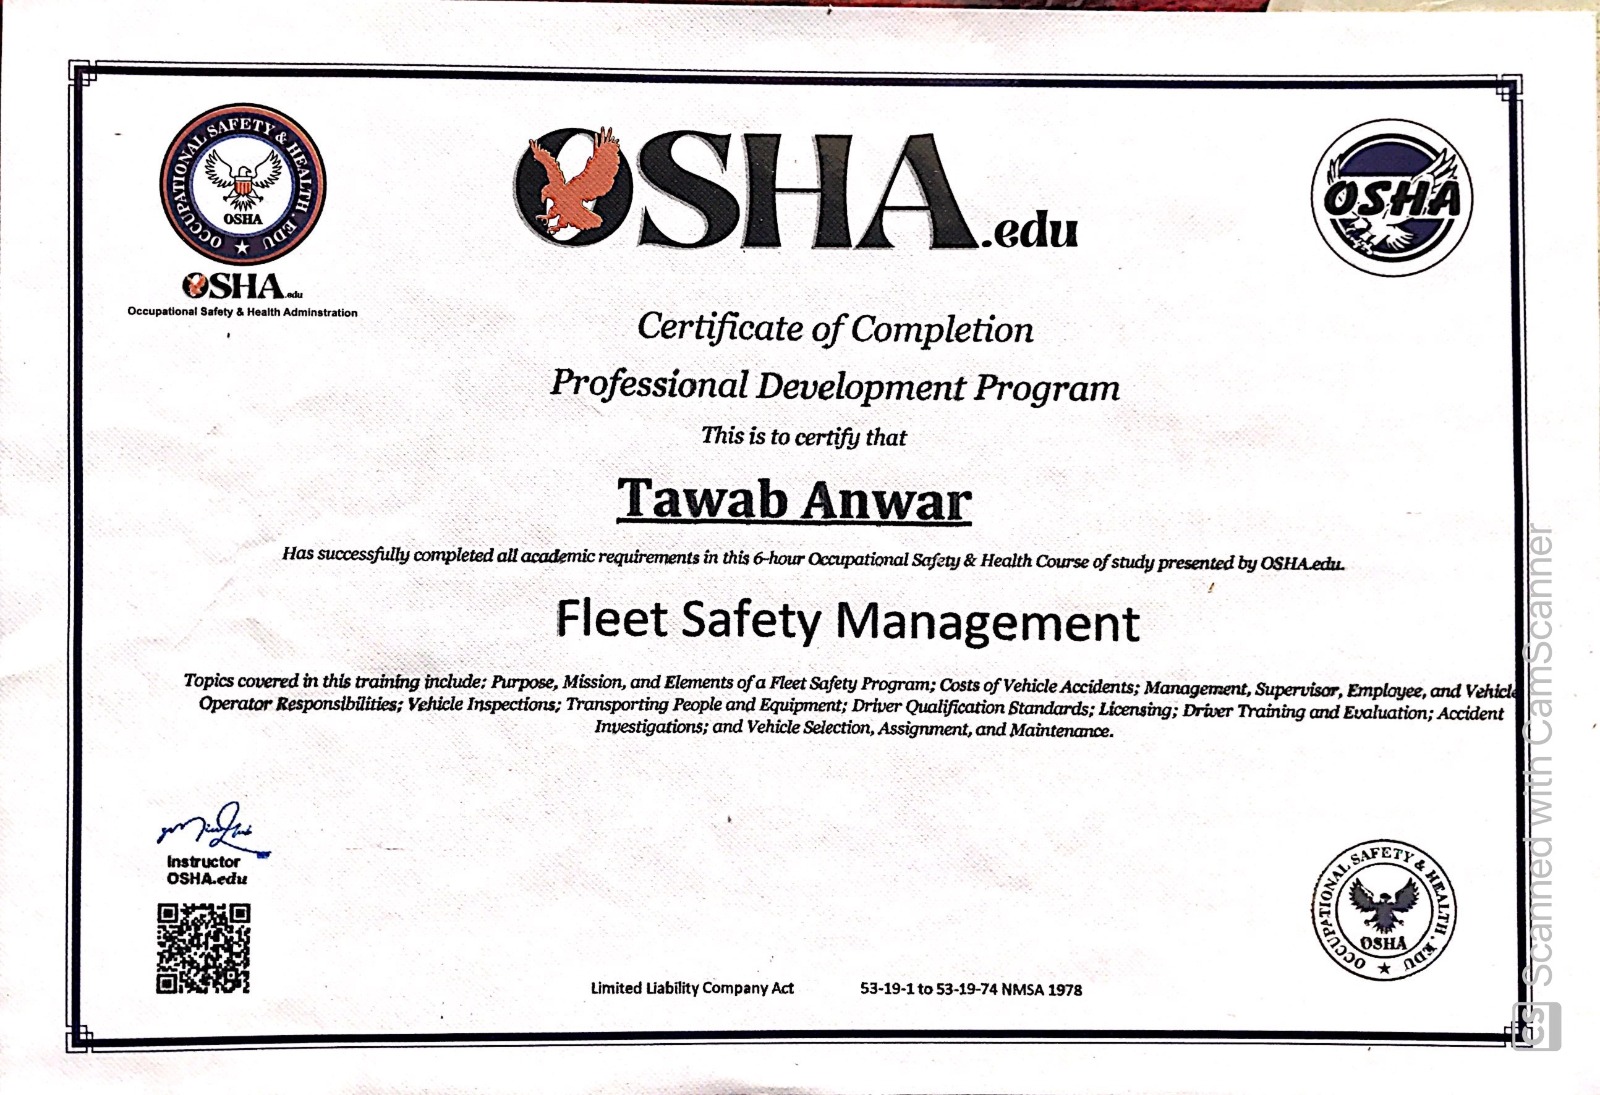 OCCUPATIONAL SAFETY & HEALTH . EDU
OSHA
OSHA.edu
Occupational Safety & Health Adminstration
OSHA.edu
OSHA
Certificate of Completion
Professional Development Program
This is to certify that
Tawab Anwar
Has successfully completed all academic requirements in this 6-hour Occupational Safety & Health Course of study presented by OSHA.edu.
Fleet Safety Management
Topics covered in this training include: Purpose, Mission, and Elements of a Fleet Safety Program; Costs of Vehicle Accidents; Management, Supervisor, Employee, and Vehicle
Operator Responsibilities; Vehicle Inspections; Transporting People and Equipment; Driver Qualification Standards; Licensing; Driver Training and Evaluation; Accident
Investigations; and Vehicle Selection, Assignment, and Maintenance.
Instructor
OSHA.edu
OCCUPATIONAL SAFETY & HEALTH . EDU
OSHA
Limited Liability Company Act 53-19-1 to 53-19-74 NMSA 1978
CS Scanned with CamScanner